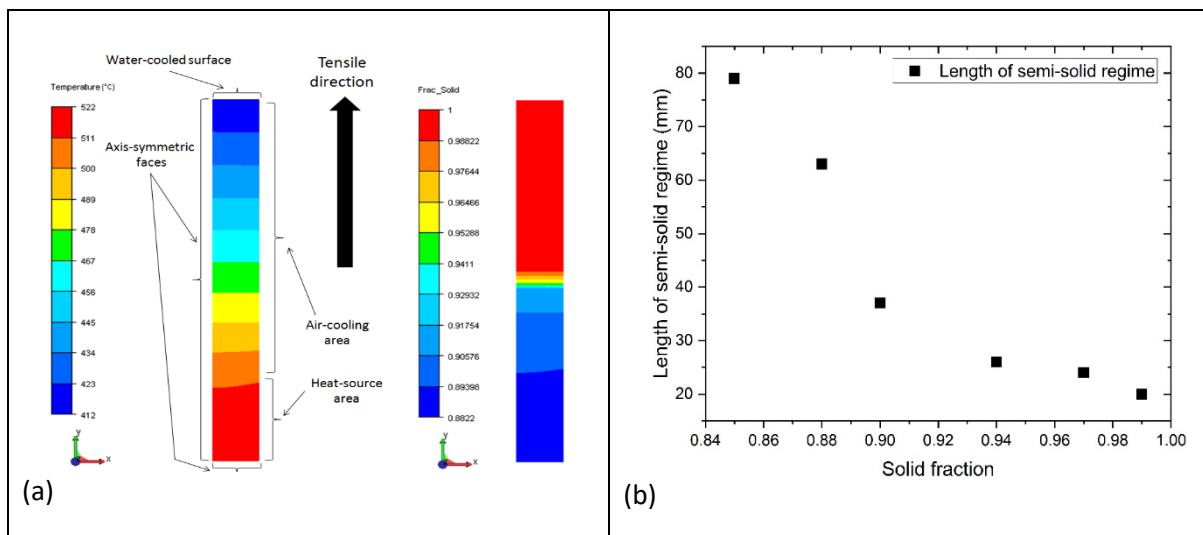 Water-cooled surface
Tensile
direction
Temperature (°C)
522
511
500
489
478
467
456
445
434
423
412
Axis-symmetric
faces
Air-cooling
area
Heat-source
area
y
x
Frac_Solid
1
0.98822
0.97644
0.96466
0.95288
0.9411
0.92932
0.91754
0.90576
0.89398
0.8822
y
x
(a)
Length of semi-solid regime
Length of semi-solid regime (mm)
80
70
60
50
40
30
20
0.84
0.86
0.88
0.90
0.92
0.94
0.96
0.98
1.00
Solid fraction
(b)